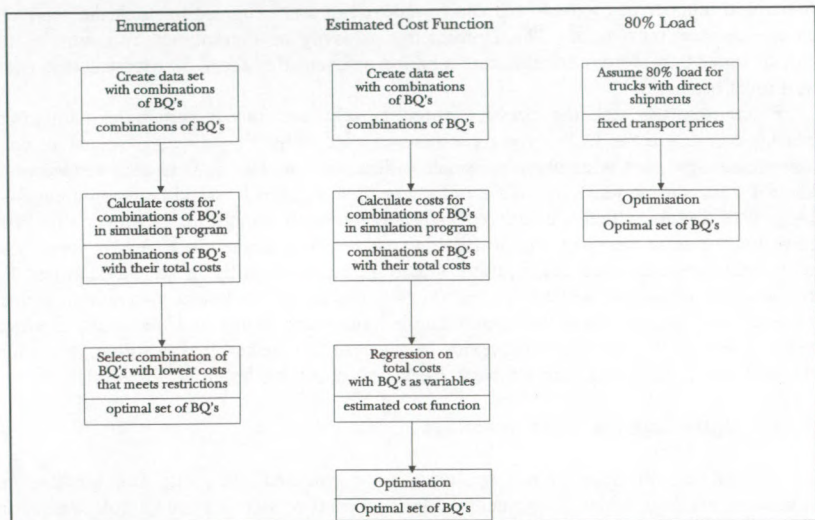 Enumeration
Estimated Cost Function
80% Load
Create data set
with combinations
of BQ's
combinations of BQ's
Create data set
with combinations
of BQ's
combinations of BQ's
Assume 80% load for
trucks with direct
shipments
fixed transport prices
Calculate costs for
combinations of BQ's
in simulation program
combinations of BQ's
with their total costs
Calculate costs for
combinations of BQ's
in simulation program
combinations of BQ's
with their total costs
Optimisation
Optimal set of BQ's
Select combination of
BQ's with lowest costs
that meets restrictions
optimal set of BQ's
Regression on
total costs
with BQ's as variables
estimated cost function
Optimisation
Optimal set of BQ's